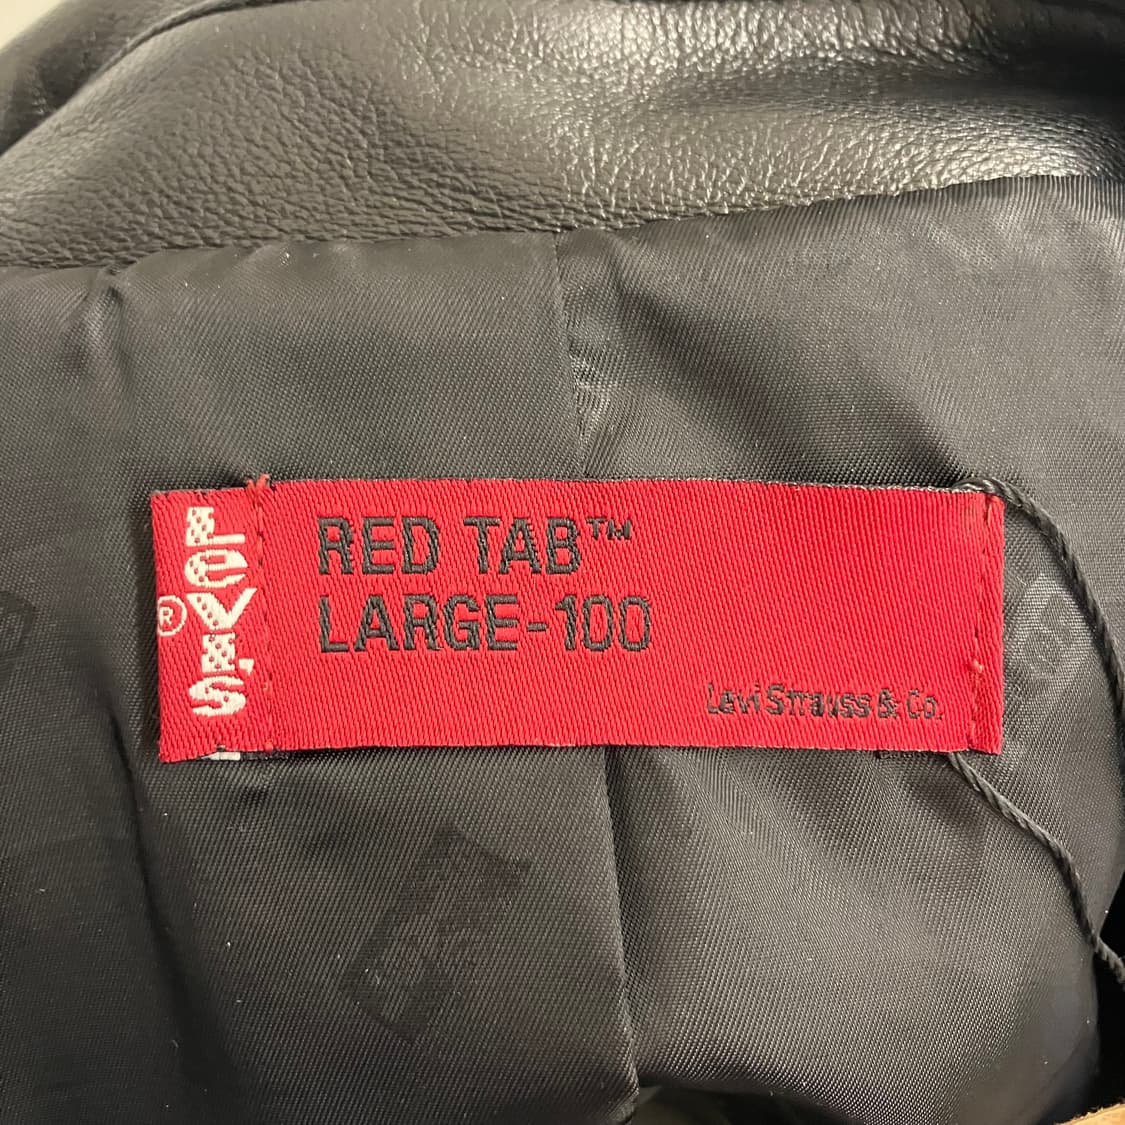 LEVI'S
®
RED TAB™
LARGE-100
Levi Strauss & Co.